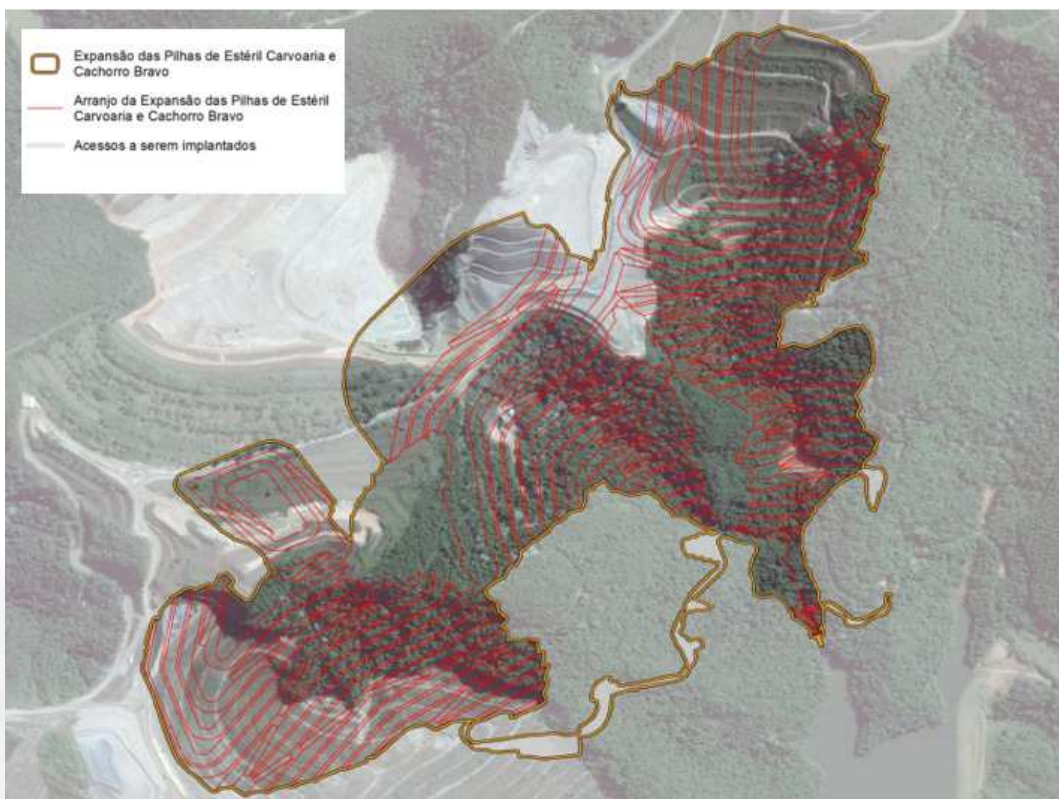 Expansão das Pilhas de Estéril Carvoaria e
Cachorro Bravo
Arranjo da Expansão das Pilhas de Estéril
Carvoaria e Cachorro Bravo
Acessos a serem implantados